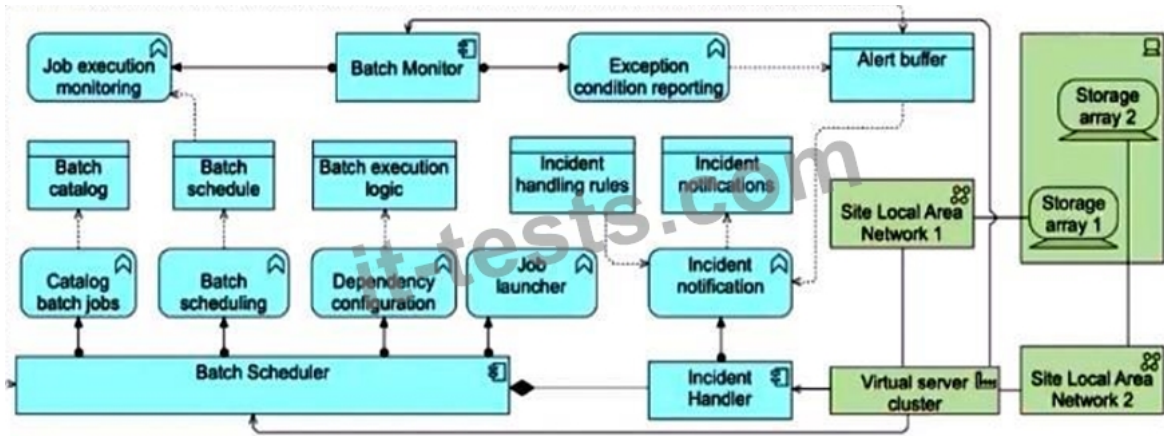 Job execution
monitoring
Batch Monitor
Exception
condition reporting
Alert buffer
Storage
array 2
Batch
catalog
Batch
schedule
Batch execution
logic
Incident
handling rules
Incident
notifications
Site Local Area
Network 1
Storage
array 1
Catalog
batch jobs
Batch
scheduling
Dependency
configuration
Job
launcher
Incident
notification
Batch Scheduler
Incident
Handler
Virtual server
cluster
Site Local Area
Network 2
it-tests.com